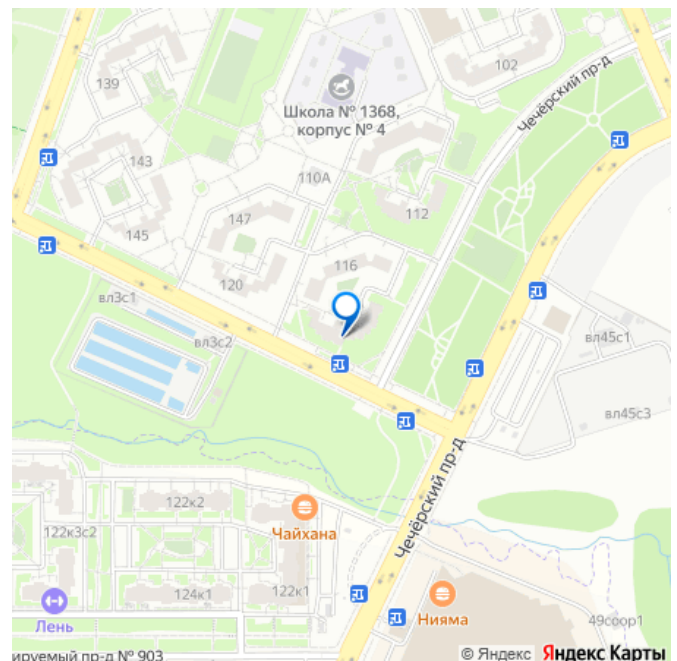 102
139
Школа № 1368,
корпус № 4
Чечёрский пр-д
143
110А
147
112
145
116
120
вл3с1
вл3с2
вл45с1
вл45с3
Чечёрский пр-д
122к2
Чайхана
122к3с2
124к1
122к1
Лень
Нияма
49соор1
ируемый пр-д № 903
© Яндекс Яндекс Карты